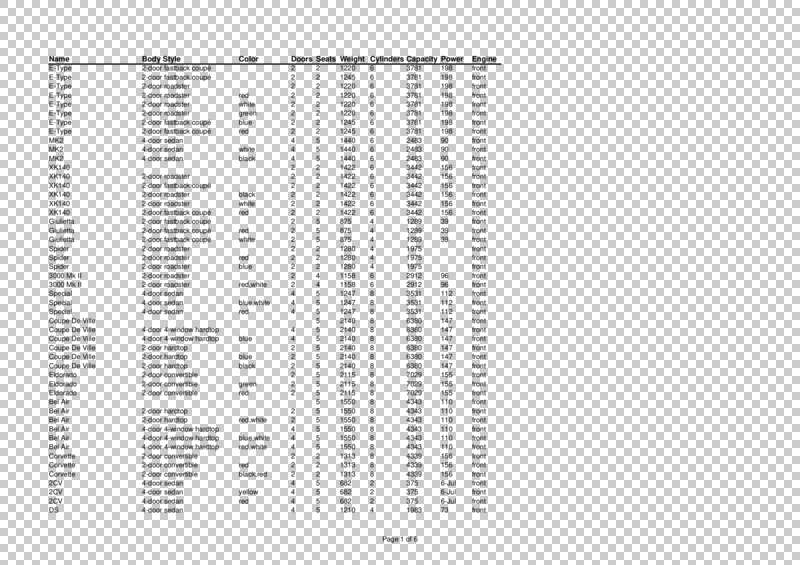 Name Body Style Color Doors Seats Weight Cylinders Capacity Power Engine
E-Type 2-door fastback coupe 2 2 1220 6 3781 198 front
E-Type 2-door fastback coupe 2 2 1245 6 3781 198 front
E-Type 2-door roadster 2 2 1220 6 3781 198 front
E-Type 2-door roadster red 2 2 1220 6 3781 198 front
E-Type 2-door roadster white 2 2 1220 6 3781 198 front
E-Type 2-door roadster green 2 2 1220 6 3781 198 front
E-Type 2-door fastback coupe blue 2 2 1245 6 3781 198 front
E-Type 2-door fastback coupe red 2 2 1245 6 3781 198 front
MK2 4-door sedan 4 5 1440 6 2483 90 front
MK2 4-door sedan white 4 5 1440 6 2483 90 front
MK2 4-door sedan black 4 5 1440 6 2483 90 front
XK140 2 2 1422 6 3442 156 front
XK140 2-door roadster 2 2 1422 6 3442 156 front
XK140 2-door fastback coupe 2 2 1422 6 3442 156 front
XK140 2-door roadster black 2 2 1422 6 3442 156 front
XK140 2-door roadster white 2 2 1422 6 3442 156 front
XK140 2-door fastback coupe red 2 2 1422 6 3442 156 front
Giulietta 2-door fastback coupe 2 5 875 4 1289 39 front
Giulietta 2-door fastback coupe red 2 5 875 4 1289 39 front
Giulietta 2-door fastback coupe white 2 5 875 4 1289 39 front
Spider 2-door roadster 2 2 1280 4 1975 front
Spider 2-door roadster red 2 2 1280 4 1975 front
Spider 2-door roadster blue 2 2 1280 4 1975 front
3000 Mk II 2-door roadster 2 4 1158 6 2912 96 front
3000 Mk II 2-door roadster red,white 2 4 1158 6 2912 96 front
Special 4-door sedan 4 5 1247 8 3531 112 front
Special 4-door sedan blue,white 4 5 1247 8 3531 112 front
Special 4-door sedan red 4 5 1247 8 3531 112 front
Coupe De Ville 5 2140 8 6380 147 front
Coupe De Ville 4-door 4-window hardtop 4 5 2140 8 6380 147 front
Coupe De Ville 4-door 4-window hardtop blue 4 5 2140 8 6380 147 front
Coupe De Ville 2-door hardtop 2 5 2140 8 6380 147 front
Coupe De Ville 2-door hardtop blue 2 5 2140 8 6380 147 front
Coupe De Ville 2-door hardtop black 2 5 2140 8 6380 147 front
Eldorado 2-door convertible 2 5 2115 8 7029 155 front
Eldorado 2-door convertible green 2 5 2115 8 7029 155 front
Eldorado 2-door convertible red 2 5 2115 8 7029 155 front
Bel Air 5 1550 8 4343 110 front
Bel Air 2-door hardtop 2 5 1550 8 4343 110 front
Bel Air 2-door hardtop red,white 2 5 1550 8 4343 110 front
Bel Air 4-door 4-window hardtop 4 5 1550 8 4343 110 front
Bel Air 4-door 4-window hardtop blue,white 4 5 1550 8 4343 110 front
Bel Air 4-door 4-window hardtop red,white 4 5 1550 8 4343 110 front
Corvette 2-door convertible 2 2 1313 8 4339 156 front
Corvette 2-door convertible red 2 2 1313 8 4339 156 front
Corvette 2-door convertible black,red 2 2 1313 8 4339 156 front
2CV 4-door sedan 4 5 682 2 375 6-Jul front
2CV 4-door sedan yellow 4 5 682 2 375 6-Jul front
2CV 4-door sedan red 4 5 682 2 375 6-Jul front
DS 4-door sedan 4 5 1210 4 1983 73 front
Page 1 of 6